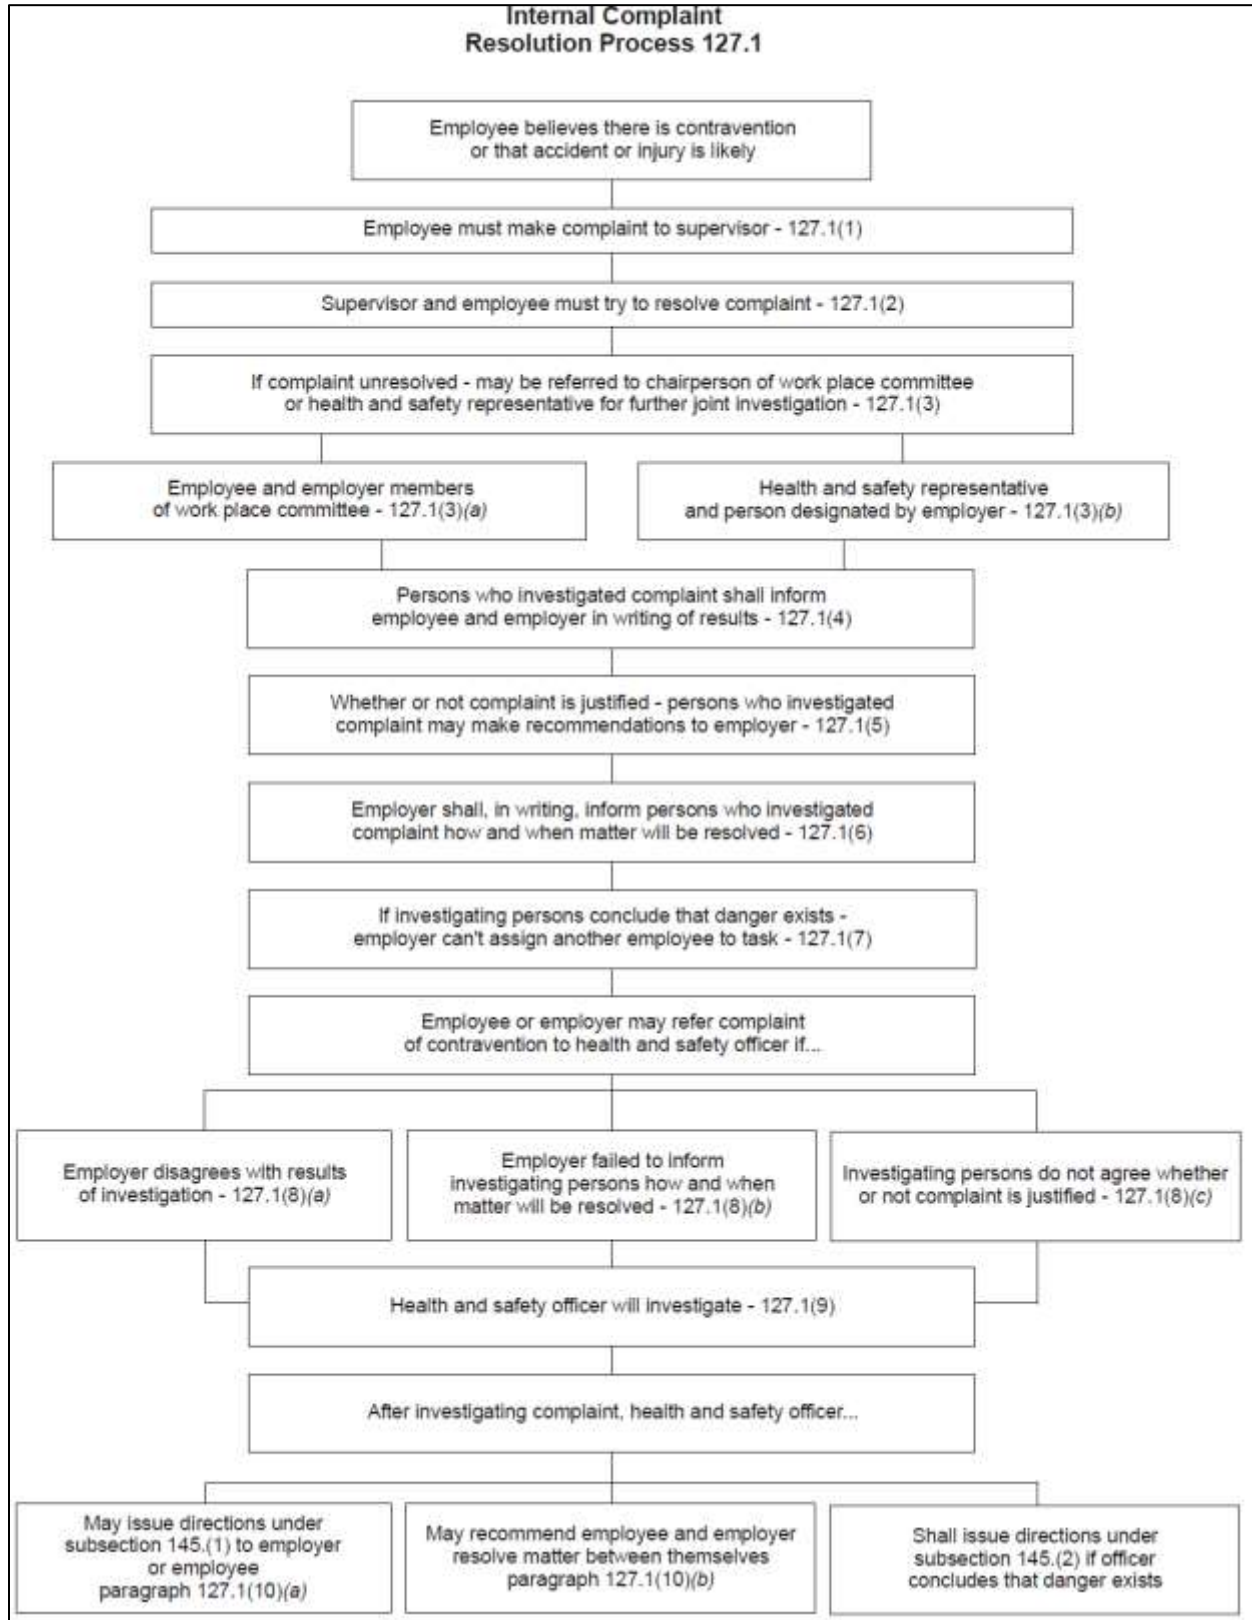 Internal Complaint
Resolution Process 127.1
Employee believes there is contravention
or that accident or injury is likely
Employee must make complaint to supervisor - 127.1(1)
Supervisor and employee must try to resolve complaint - 127.1(2)
If complaint unresolved - may be referred to chairperson of work place committee
or health and safety representative for further joint investigation - 127.1(3)
Employee and employer members
of work place committee - 127.1(3)(a)
Health and safety representative
and person designated by employer - 127.1(3)(b)
Persons who investigated complaint shall inform
employee and employer in writing of results - 127.1(4)
Whether or not complaint is justified - persons who investigated
complaint may make recommendations to employer - 127.1(5)
Employer shall, in writing, inform persons who investigated
complaint how and when matter will be resolved - 127.1(6)
If investigating persons conclude that danger exists -
employer can't assign another employee to task - 127.1(7)
Employee or employer may refer complaint
of contravention to health and safety officer if...
Employer disagrees with results
of investigation - 127.1(8)(a)
Employer failed to inform
investigating persons how and when
matter will be resolved - 127.1(8)(b)
Investigating persons do not agree whether
or not complaint is justified - 127.1(8)(c)
Health and safety officer will investigate - 127.1(9)
After investigating complaint, health and safety officer...
May issue directions under
subsection 145.(1) to employer
or employee
paragraph 127.1(10)(a)
May recommend employee and employer
resolve matter between themselves
paragraph 127.1(10)(b)
Shall issue directions under
subsection 145.(2) if officer
concludes that danger exists